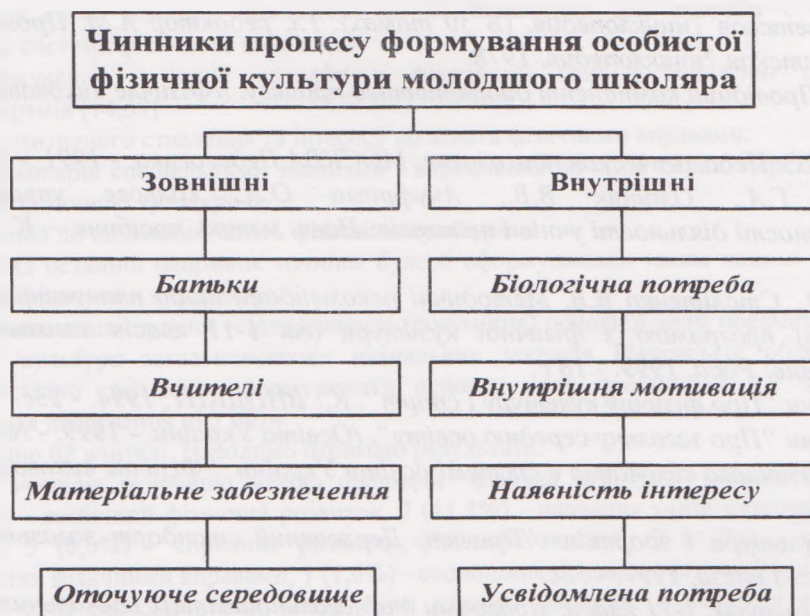 Чинники процесу формування особистої
фізичної культури молодшого школяра
Зовнішні
Внутрішні
Батьки
Біологічна потреба
Вчителі
Внутрішня мотивація
Матеріальне забезпечення
Наявність інтересу
Оточуюче середовище
Усвідомлена потреба